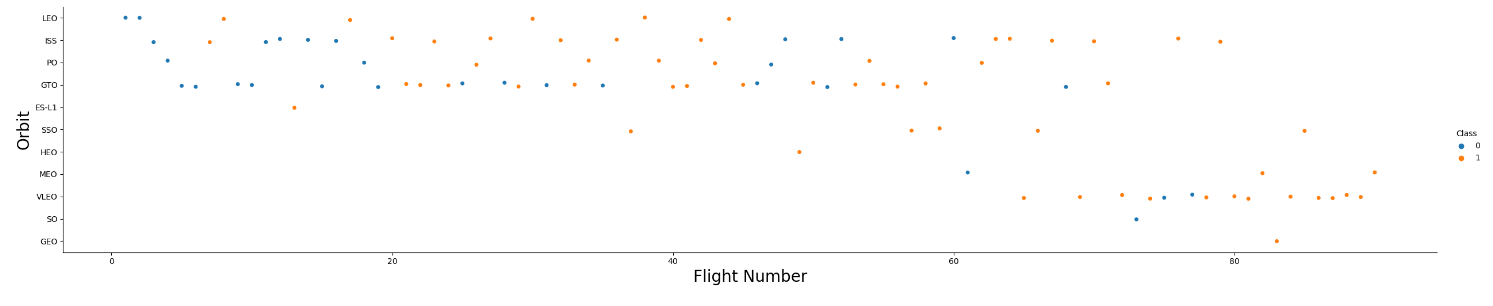 LEO
ISS
PO
GTO
ES-L1
SSO
HEO
MEO
VLEO
SO
GEO
Orbit
0 20 40 60 80
Flight Number
Class
0
1